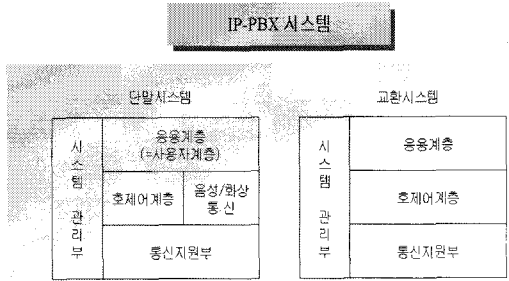 IP-PBX 시스템
단말시스템
시스템 관리부
응용계층
(=사용자계층)
호제어계층
음성/화상
통신
통신지원부
교환시스템
시스템 관리부
응용계층
호제어계층
통신지원부